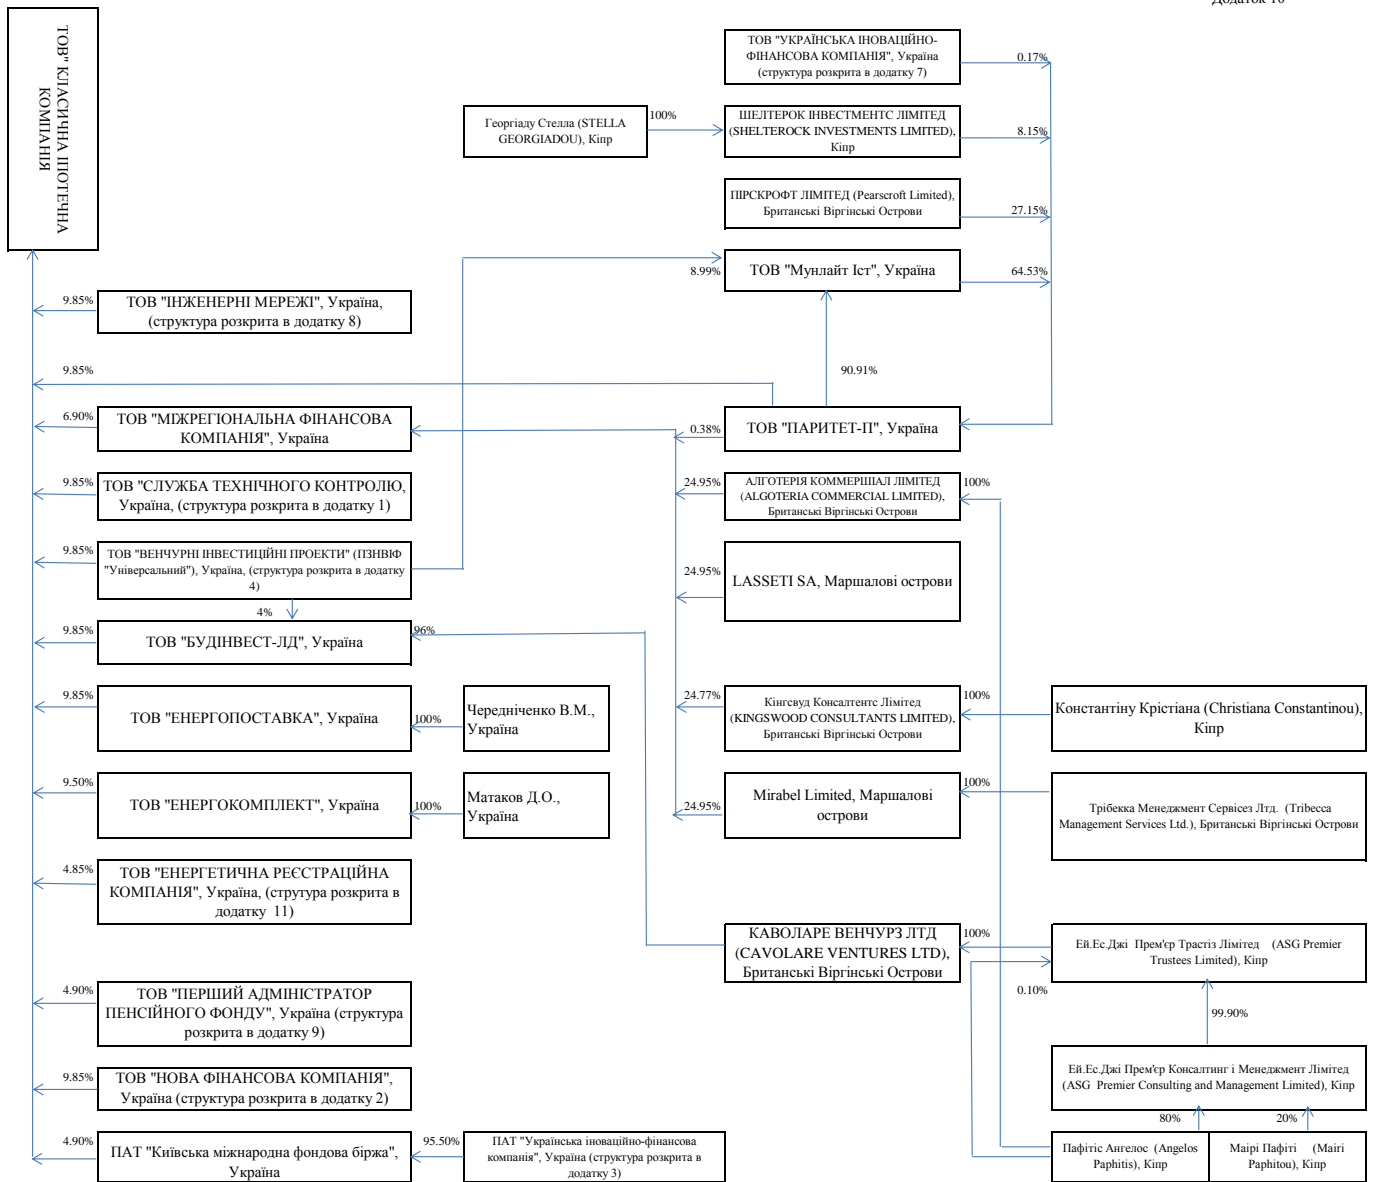 Додаток 10
ТОВ" КЛАСИЧНА ІПОТЕЧНА
КОМПАНІЯ
ТОВ "УКРАЇНСЬКА ІНОВАЦІЙНО-
ФІНАНСОВА КОМПАНІЯ", Україна
(структура розкрита в додатку 7)
0.17%
Георгіаду Стелла (STELLA
GEORGIADOU), Кіпр
100%
ШЕЛТЕРОК ІНВЕСТМЕНТС ЛІМІТЕД
(SHELTEROCK INVESTMENTS LIMITED),
Кіпр
8.15%
ПІРСКРОФТ ЛІМІТЕД (Pearscroft Limited),
Британські Віргінські Острови
27.15%
8.99%
ТОВ "Мунлайт Іст", Україна
64.53%
9.85%
ТОВ "ІНЖЕНЕРНІ МЕРЕЖІ", Україна,
(структура розкрита в додатку 8)
9.85%
90.91%
6.90%
ТОВ "МІЖРЕГІОНАЛЬНА ФІНАНСОВА
КОМПАНІЯ", Україна
0.38%
ТОВ "ПАРИТЕТ-П", Україна
9.85%
ТОВ "СЛУЖБА ТЕХНІЧНОГО КОНТРОЛЮ,
Україна, (структура розкрита в додатку 1)
24.95%
АЛГОТЕРІЯ КОММЕРШІАЛ ЛІМІТЕД
(ALGOTERIA COMMERCIAL LIMITED),
Британські Віргінські Острови
100%
9.85%
ТОВ "ВЕНЧУРНІ ІНВЕСТИЦІЙНІ ПРОЕКТИ" (ПЗНВІФ
"Універсальний"), Україна, (структура розкрита в додатку
4)
24.95%
LASSETI SA, Маршалові острови
4%
9.85%
ТОВ "БУДІНВЕСТ-ЛД", Україна
96%
9.85%
ТОВ "ЕНЕРГОПОСТАВКА", Україна
100%
Чередніченко В.М.,
Україна
24.77%
Кінгсвуд Консалтентс Лімітед
(KINGSWOOD CONSULTANTS LIMITED),
Британські Віргінські Острови
100%
Константіну Крістіана (Christiana Constantinou),
Кіпр
9.50%
ТОВ "ЕНЕРГОКОМПЛЕКТ", Україна
100%
Матаков Д.О.,
Україна
24.95%
Mirabel Limited, Маршалові
острови
100%
Трібекка Менеджмент Сервісез Лтд. (Tribecca
Management Services Ltd.), Британські Віргінські Острови
4.85%
ТОВ "ЕНЕРГЕТИЧНА РЕЄСТРАЦІЙНА
КОМПАНІЯ", Україна, (струтура розкрита в
додатку 11)
КАВОЛАРЕ ВЕНЧУРЗ ЛТД
(CAVOLARE VENTURES LTD),
Британські Віргінські Острови
100%
Ей.Ес.Джі Прем'єр Трастіз Лімітед (ASG Premier
Trustees Limited), Кіпр
0.10%
99.90%
4.90%
ТОВ "ПЕРШИЙ АДМІНІСТРАТОР
ПЕНСІЙНОГО ФОНДУ", Україна (структура
розкрита в додатку 9)
9.85%
ТОВ "НОВА ФІНАНСОВА КОМПАНІЯ",
Україна (структура розкрита в додатку 2)
Ей.Ес.Джі Прем'єр Консалтинг і Менеджмент Лімітед
(ASG Premier Consulting and Management Limited), Кіпр
80%
20%
4.90%
ПАТ "Київська міжнародна фондова біржа",
Україна
95.50%
ПАТ "Українська іноваційно-фінансова
компанія", Україна (структура розкрита в
додатку 3)
Пафітіс Ангелос (Angelos
Paphitis), Кіпр
Маірі Пафіті (Mairi
Paphitou), Кіпр